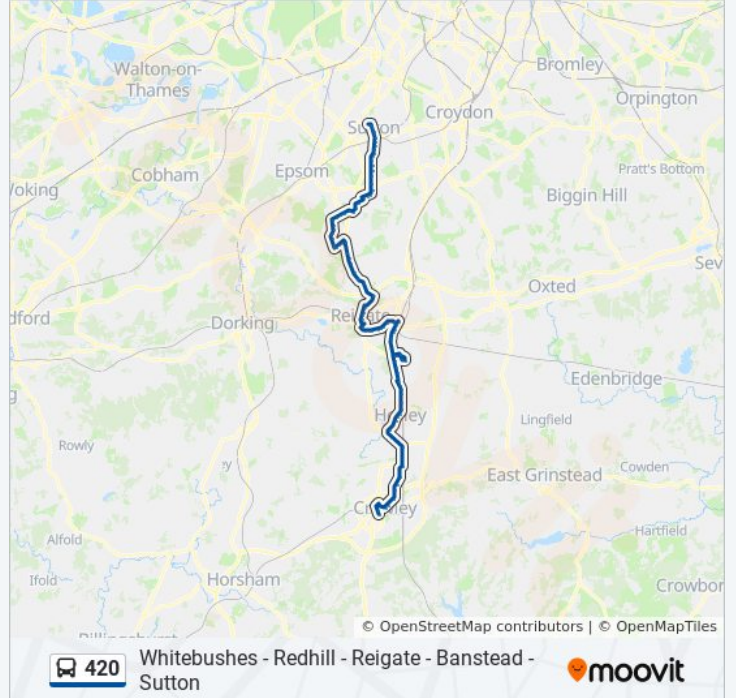 Walton-on-
Thames
Bromley
Croydon
Orpington
Sutton
Epsom
Cobham
Pratt's Bottom
Biggin Hill
oking
Sev
Oxted
dford
Dorking
Reigate
Edenbridge
Horley
Lingfield
Rowly
ey
East Grinstead
Cowden
Crawley
Hartfield
Alfold
Ifold
Horsham
Crowbor
© OpenStreetMap contributors | © OpenMapTiles
420
Whitebushes - Redhill - Reigate - Banstead -
Sutton
moovit